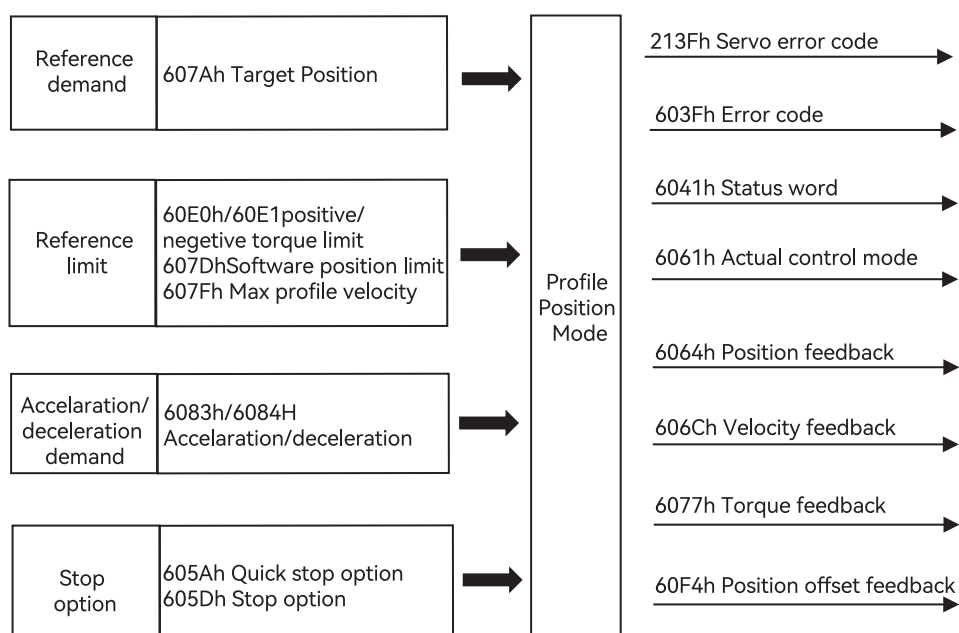 Reference
demand
607Ah Target Position
Reference
limit
60E0h/60E1positive/
negetive torque limit
607DhSoftware position limit
607Fh Max profile velocity
Accelaration/
deceleration
demand
6083h/6084H
Accelaration/deceleration
Stop
option
605Ah Quick stop option
605Dh Stop option
Profile
Position
Mode
213Fh Servo error code
603Fh Error code
6041h Status word
6061h Actual control mode
6064h Position feedback
606Ch Velocity feedback
6077h Torque feedback
60F4h Position offset feedback